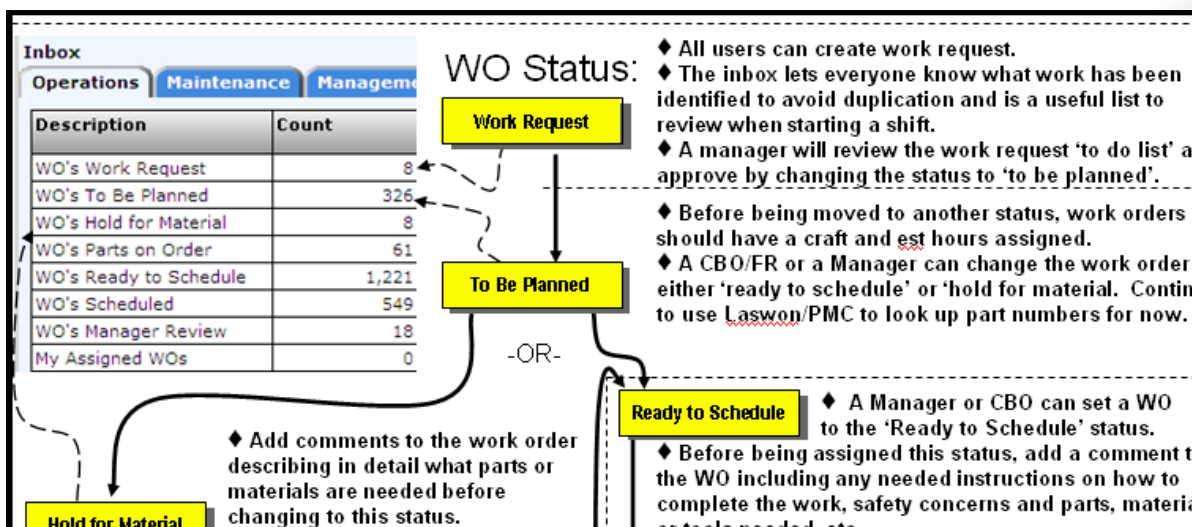 Inbox
Operations Maintenance Manageme
Description Count
WO's Work Request 8
WO's To Be Planned 326
WO's Hold for Material 8
WO's Parts on Order 61
WO's Ready to Schedule 1,221
WO's Scheduled 549
WO's Manager Review 18
My Assigned WOs 0
WO Status:
Work Request
♦ All users can create work request.
♦ The inbox lets everyone know what work has been
identified to avoid duplication and is a useful list to
review when starting a shift.
♦ A manager will review the work request ‘to do list’ a
approve by changing the status to ‘to be planned’.
To Be Planned
♦ Before being moved to another status, work orders
should have a craft and est hours assigned.
♦ A CBO/FR or a Manager can change the work order
either ‘ready to schedule’ or ‘hold for material. Contin
to use Laswon/PMC to look up part numbers for now.
-OR-
Ready to Schedule
♦ A Manager or CBO can set a WO
to the ‘Ready to Schedule’ status.
♦ Before being assigned this status, add a comment t
the WO including any needed instructions on how to
complete the work, safety concerns and parts, materia
or tools needed, etc
♦ Add comments to the work order
describing in detail what parts or
materials are needed before
changing to this status.
Hold for Material